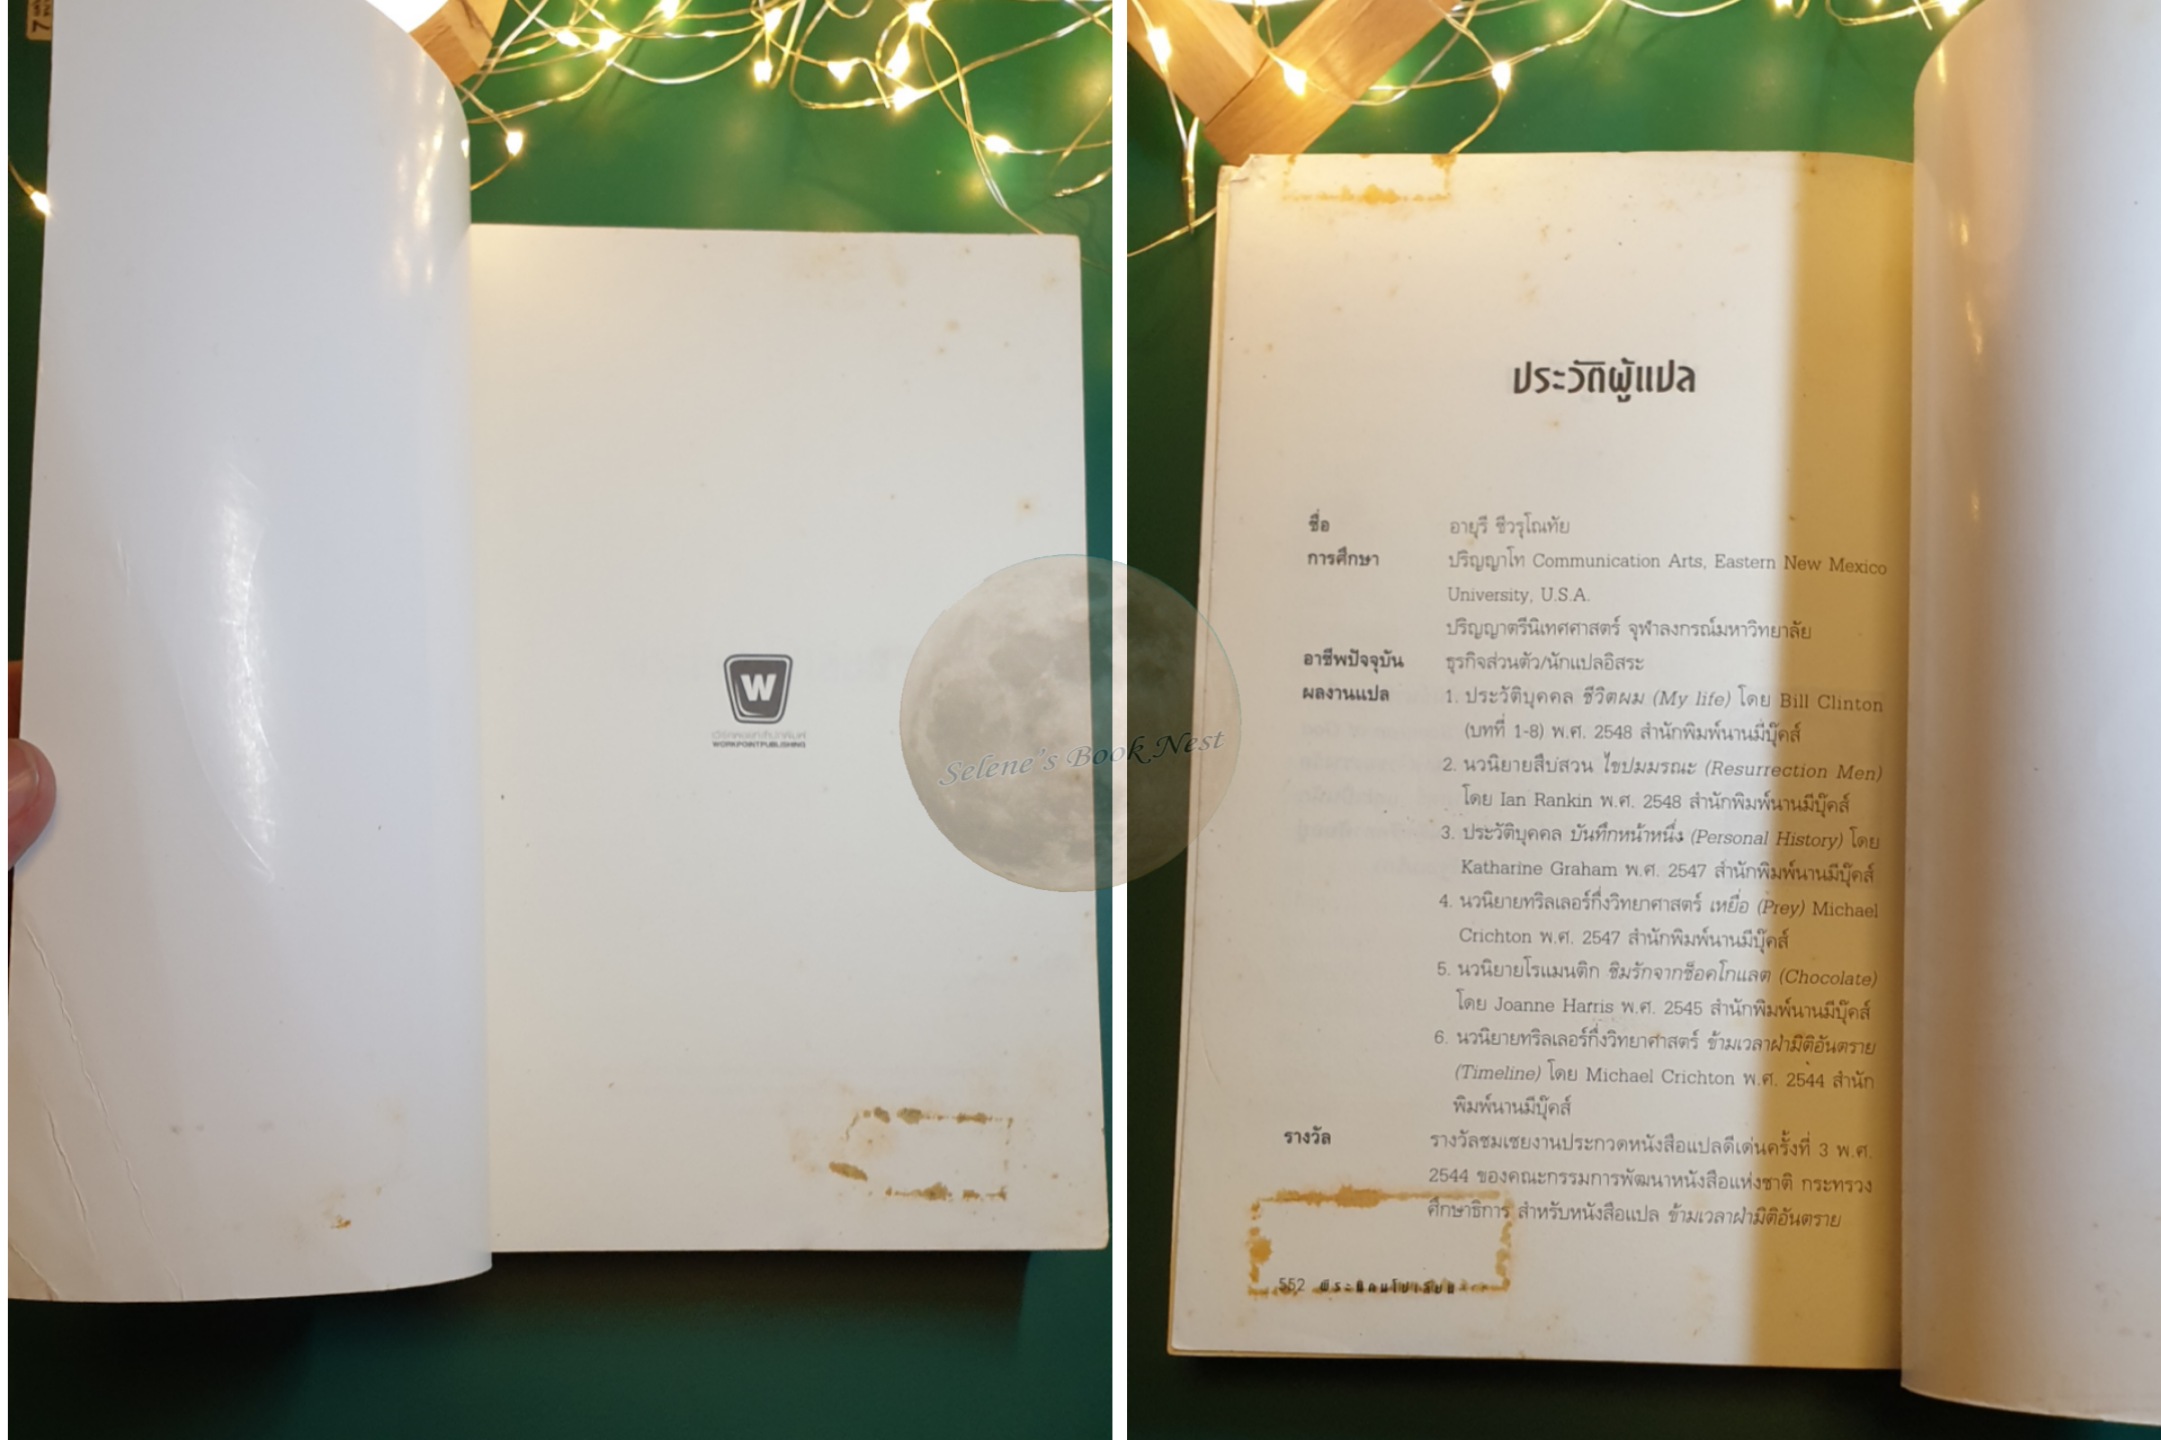 W
เวิร์คพอยท์สำนักพิมพ์
WORKPOINTPUBLISHING
Selene's Book Nest
ประวัติผู้แปล
ชื่อ อายุรี ชีวรุโณทัย
การศึกษา ปริญญาโท Communication Arts, Eastern New Mexico
University, U.S.A.
ปริญญาตรีนิเทศศาสตร์ จุฬาลงกรณ์มหาวิทยาลัย
อาชีพปัจจุบัน ธุรกิจส่วนตัว/นักแปลอิสระ
ผลงานแปล 1. ประวัติบุคคล ชีวิตผม (My life) โดย Bill Clinton
(บทที่ 1-8) พ.ศ. 2548 สำนักพิมพ์นานมีบุ๊คส์
2. นวนิยายสืบสวน ไขปมมรณะ (Resurrection Men)
โดย Ian Rankin พ.ศ. 2548 สำนักพิมพ์นานมีบุ๊คส์
3. ประวัติบุคคล บันทึกหน้าหนึ่ง (Personal History) โดย
Katharine Graham พ.ศ. 2547 สำนักพิมพ์นานมีบุ๊คส์
4. นวนิยายทริลเลอร์กึ่งวิทยาศาสตร์ เหยื่อ (Prey) Michael
Crichton พ.ศ. 2547 สำนักพิมพ์นานมีบุ๊คส์
5. นวนิยายโรแมนติก ชิมรักจากช็อคโกแลต (Chocolate)
โดย Joanne Harris พ.ศ. 2545 สำนักพิมพ์นานมีบุ๊คส์
6. นวนิยายทริลเลอร์กึ่งวิทยาศาสตร์ ข้ามเวลาฝ่ามิติอันตราย
(Timeline) โดย Michael Crichton พ.ศ. 2544 สำนัก
พิมพ์นานมีบุ๊คส์
รางวัล รางวัลชมเชยงานประกวดหนังสือแปลดีเด่นครั้งที่ 3 พ.ศ.
2544 ของคณะกรรมการพัฒนาหนังสือแห่งชาติ กระทรวง
ศึกษาธิการ สำหรับหนังสือแปล ข้ามเวลาฝ่ามิติอันตราย
552